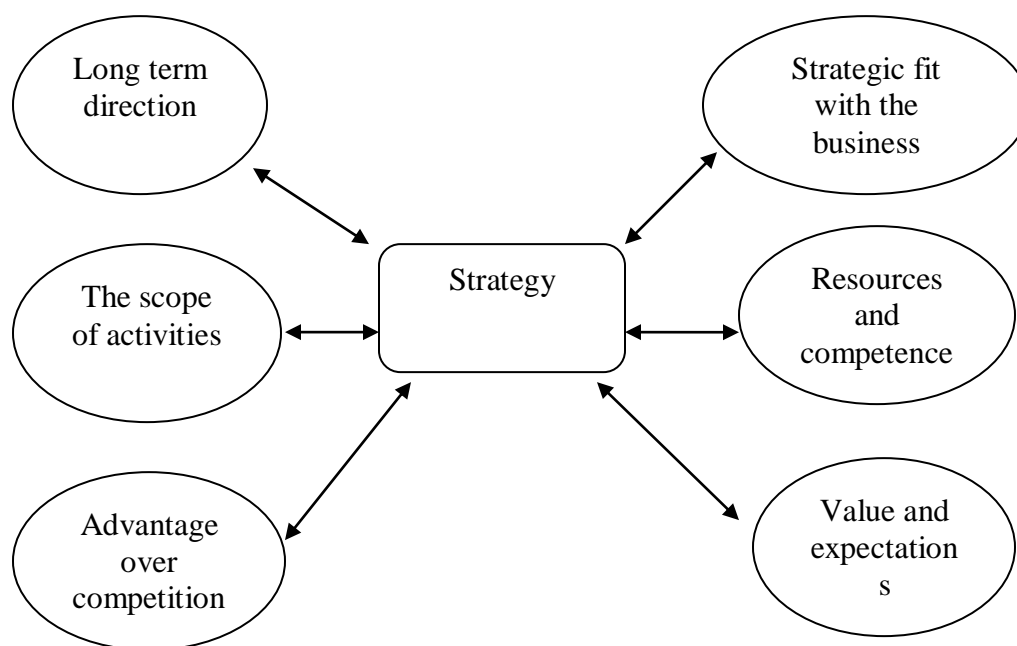 Long term
direction
Strategic fit
with the
business
Strategy
The scope
of activities
Resources
and
competence
Advantage
over
competition
Value and
expectation
s